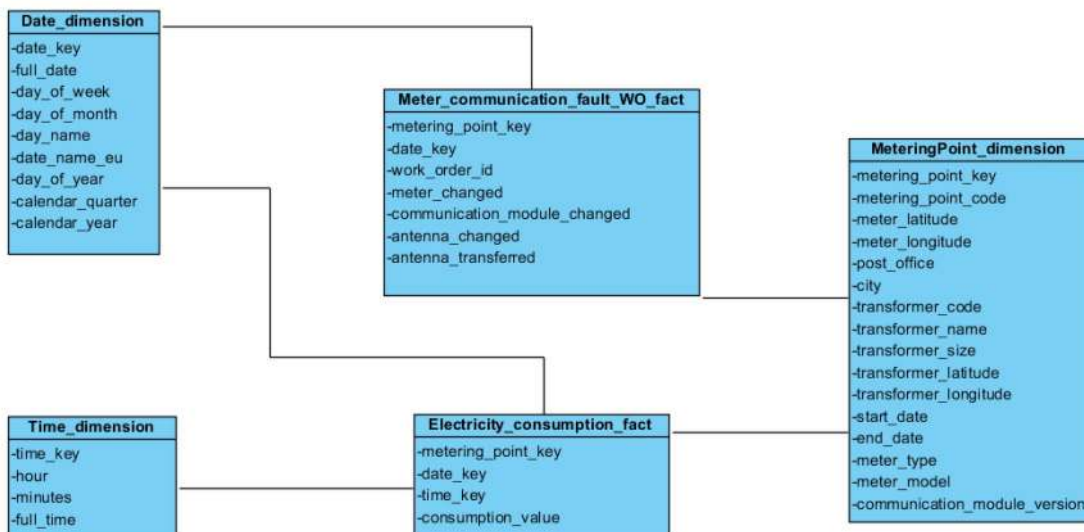 Date_dimension
-date_key
-full_date
-day_of_week
-day_of_month
-day_name
-date_name_eu
-day_of_year
-calendar_quarter
-calendar_year
Meter_communication_fault_WO_fact
-metering_point_key
-date_key
-work_order_id
-meter_changed
-communication_module_changed
-antenna_changed
-antenna_transferred
MeteringPoint_dimension
-metering_point_key
-metering_point_code
-meter_latitude
-meter_longitude
-post_office
-city
-transformer_code
-transformer_name
-transformer_size
-transformer_latitude
-transformer_longitude
-start_date
-end_date
-meter_type
-meter_model
-communication_module_version
Time_dimension
-time_key
-hour
-minutes
-full_time
Electricity_consumption_fact
-metering_point_key
-date_key
-time_key
-consumption_value